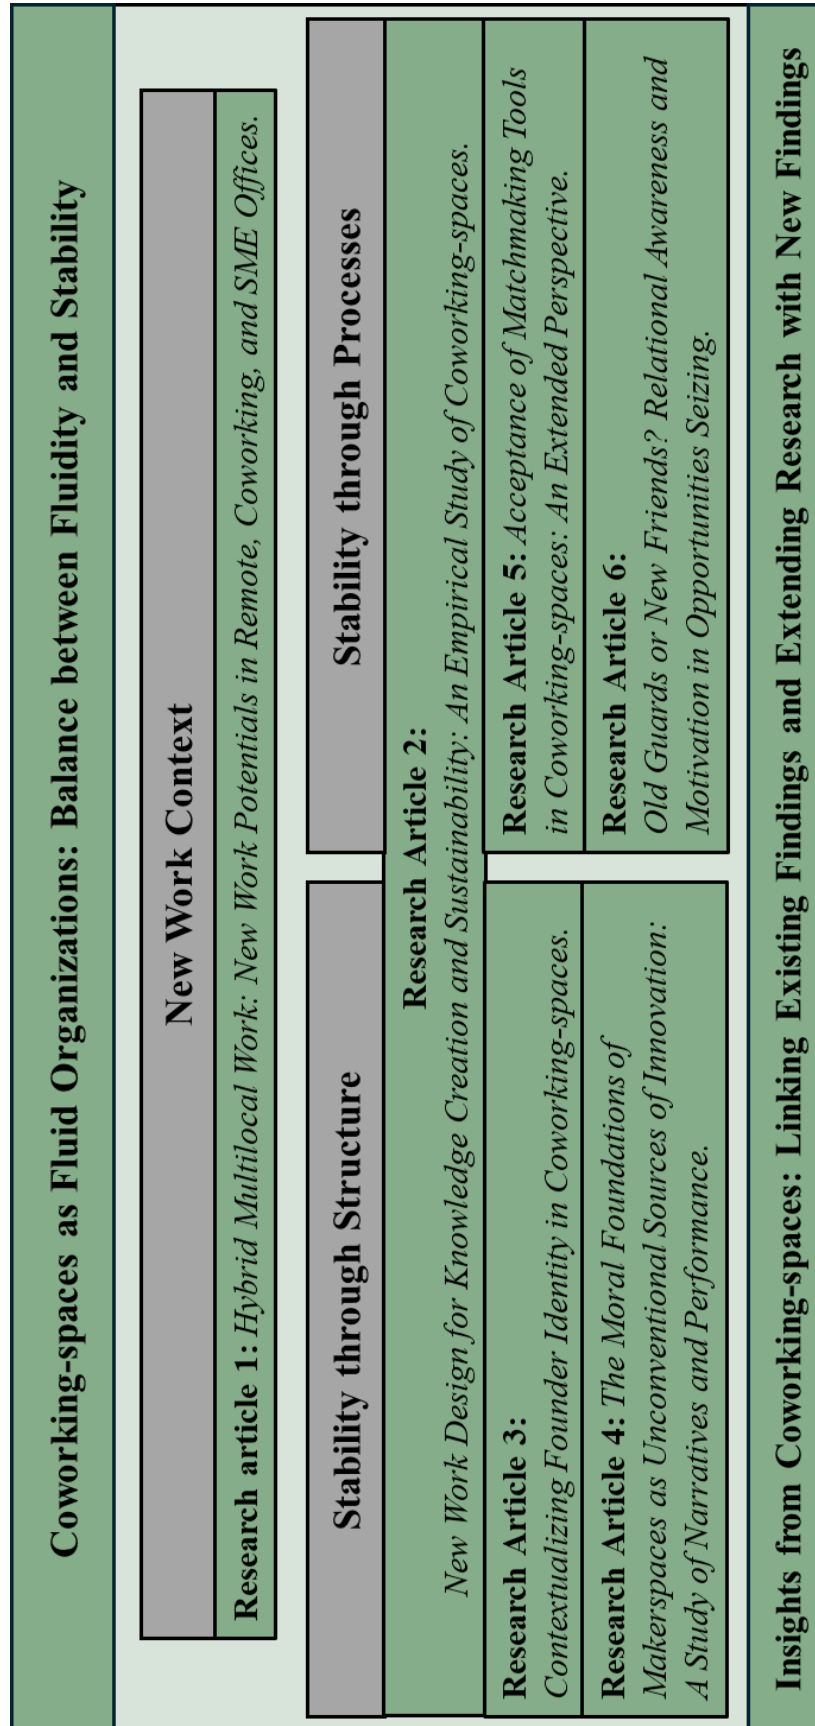 Coworking-spaces as Fluid Organizations: Balance between Fluidity and Stability
New Work Context
Research article 1: Hybrid Multilocal Work: New Work Potentials in Remote, Coworking, and SME Offices.
Stability through Structure
Stability through Processes
Research Article 2:
New Work Design for Knowledge Creation and Sustainability: An Empirical Study of Coworking-spaces.
Research Article 3:
Contextualizing Founder Identity in Coworking-spaces.
Research Article 4: The Moral Foundations of
Makerspaces as Unconventional Sources of Innovation:
A Study of Narratives and Performance.
Research Article 5: Acceptance of Matchmaking Tools
in Coworking-spaces: An Extended Perspective.
Research Article 6:
Old Guards or New Friends? Relational Awareness and
Motivation in Opportunities Seizing.
Insights from Coworking-spaces: Linking Existing Findings and Extending Research with New Findings